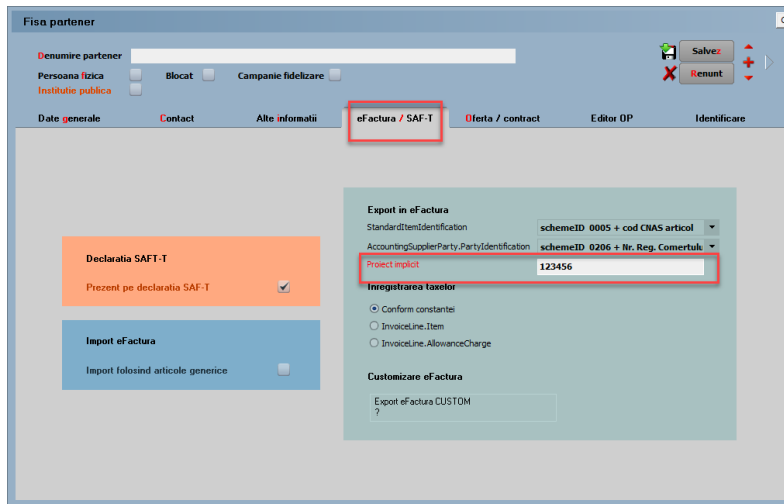 Fisa partener
Denumire partener
Salvez
Persoana fizica Blocat Campanie fidelizare
Renunt
Institutie publica
Date generale Contact Alte informatii eFactura / SAF-T Oferta / contract Editor OP Identificare
Export in eFactura
StandardItemIdentification schemeID 0005 + cod CNAS articol
AccountingSupplierParty.PartyIdentification schemeID 0206 + Nr. Reg. Comertulu
Proiect implicit 123456
Inregistrarea taxelor
Conform constantei
InvoiceLine.Item
InvoiceLine.AllowanceCharge
Customizare eFactura
Export eFactura CUSTOM
?
Declaratia SAFT-T
Prezent pe declaratia SAF-T
Import eFactura
Import folosind articole generice